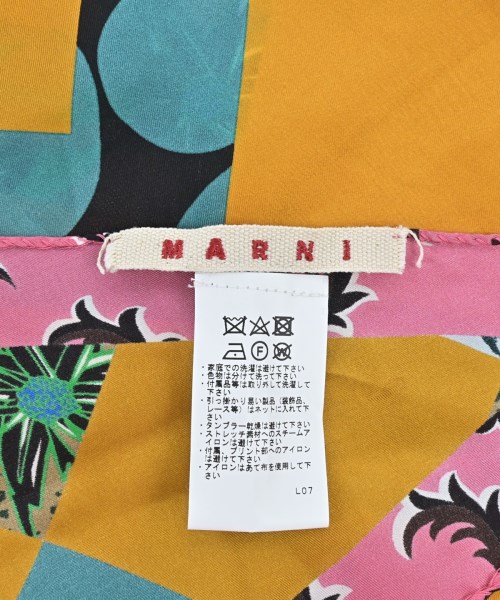 MARNI
F W
・家庭での洗濯は避けて下さい
・色物は分けて洗って下さい
・付属品等は取り外して洗濯して
下さい
・引っ掛かり易い製品（装飾品、
レース等）はネットに入れて下
さい
・タンブラー乾燥は避けて下さい
・ストレッチ素材へのスチームア
イロンは避けて下さい
・付属、プリント部へのアイロン
は避けて下さい
・アイロンはあて布を使用して下
さい
L07